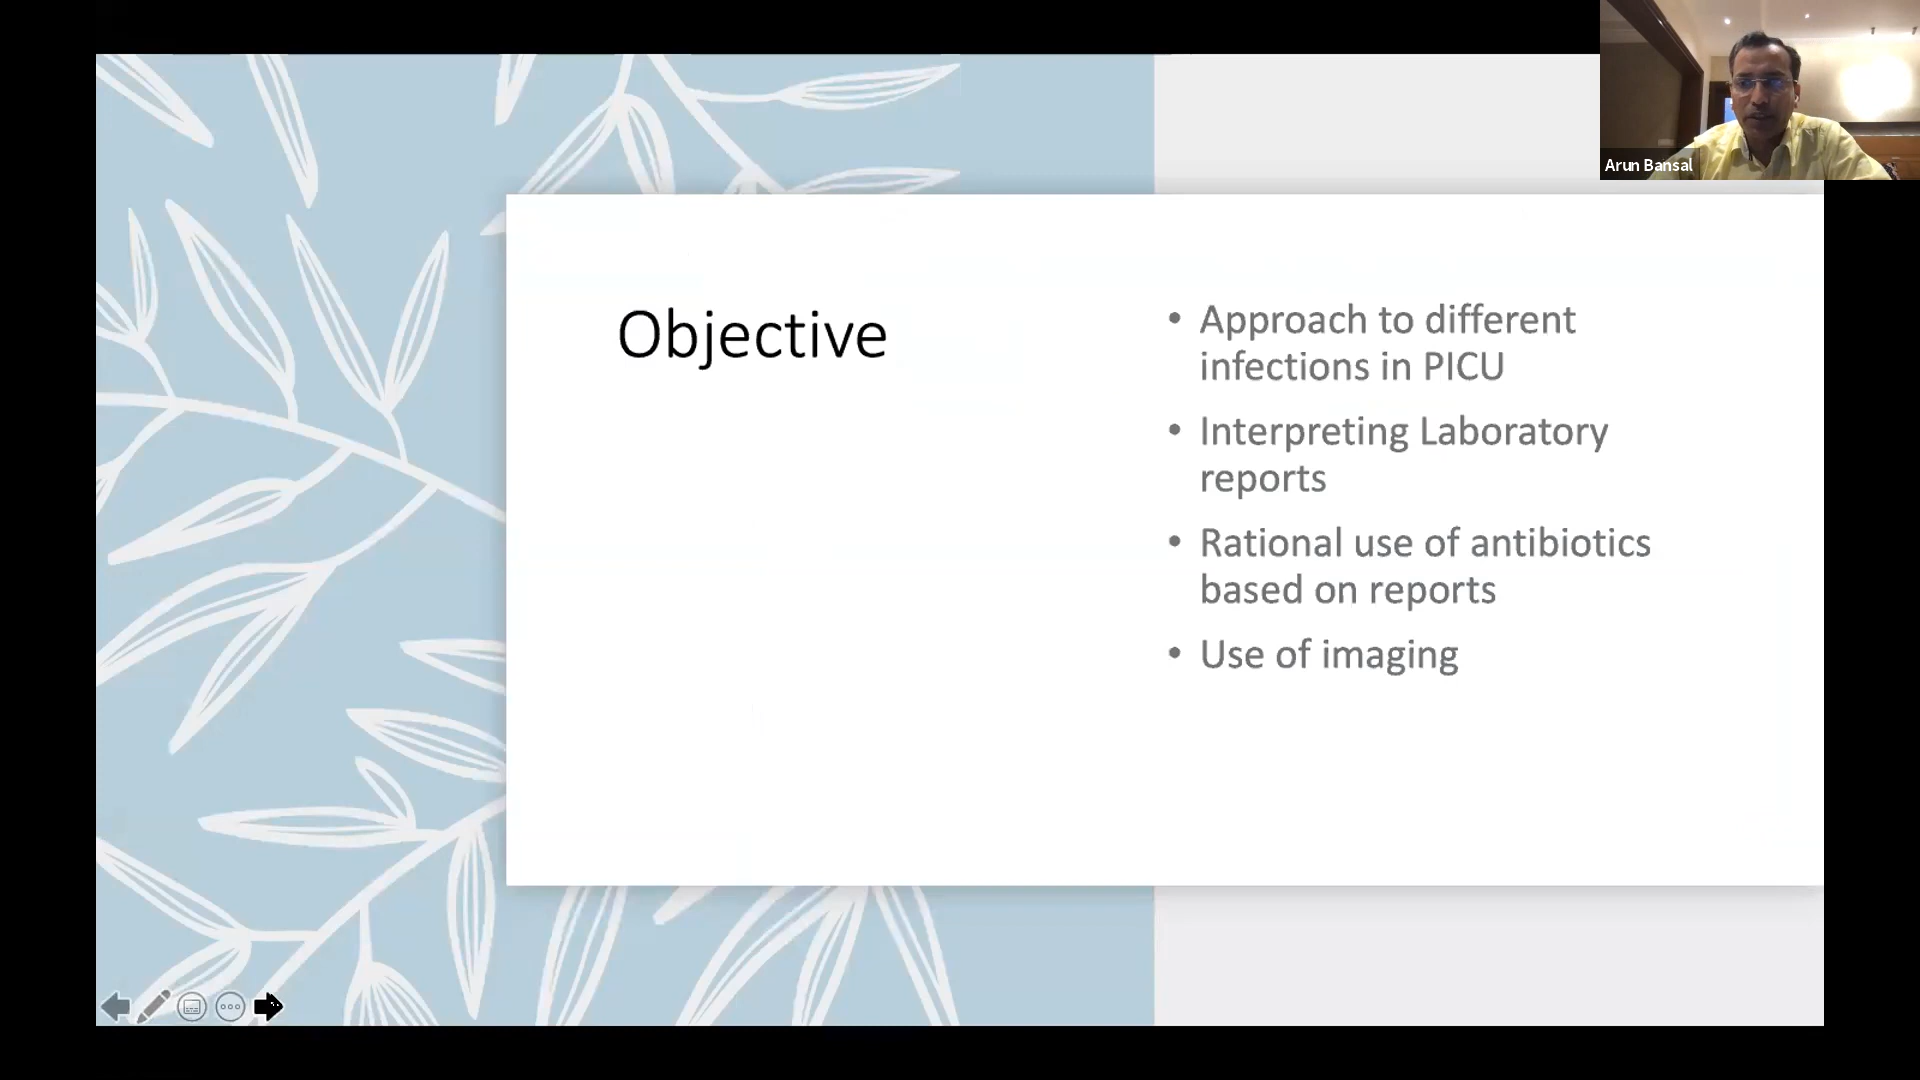 Arun Bansal
Objective
• Approach to different
infections in PICU
• Interpreting Laboratory
reports
• Rational use of antibiotics
based on reports
• Use of imaging